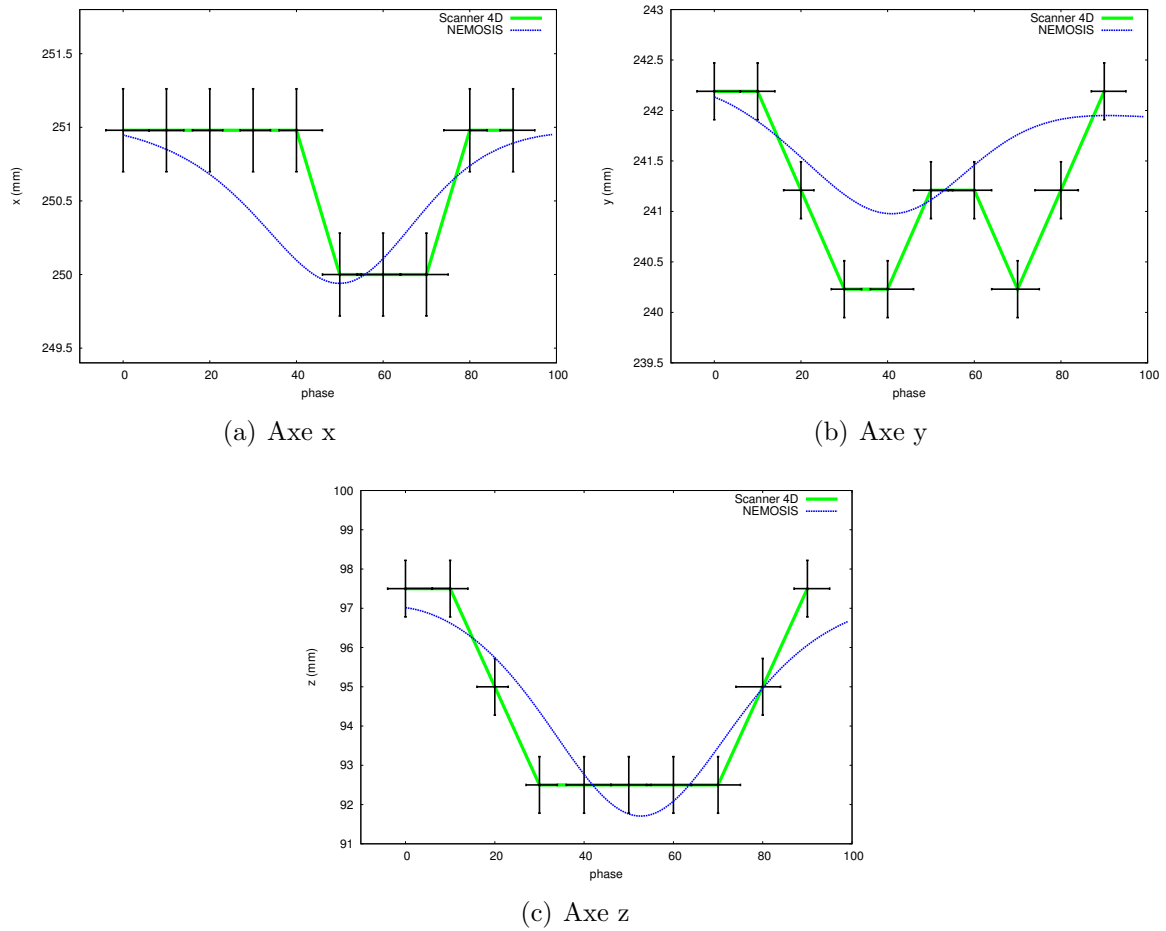 Scanner 4D
NEMOSIS
251.5
251
250.5
250
249.5
x (mm)
0 20 40 60 80 100
phase
(a) Axe x
Scanner 4D
NEMOSIS
243
242.5
242
241.5
241
240.5
240
239.5
y (mm)
0 20 40 60 80 100
phase
(b) Axe y
Scanner 4D
NEMOSIS
100
99
98
97
96
95
94
93
92
91
z (mm)
0 20 40 60 80 100
phase
(c) Axe z